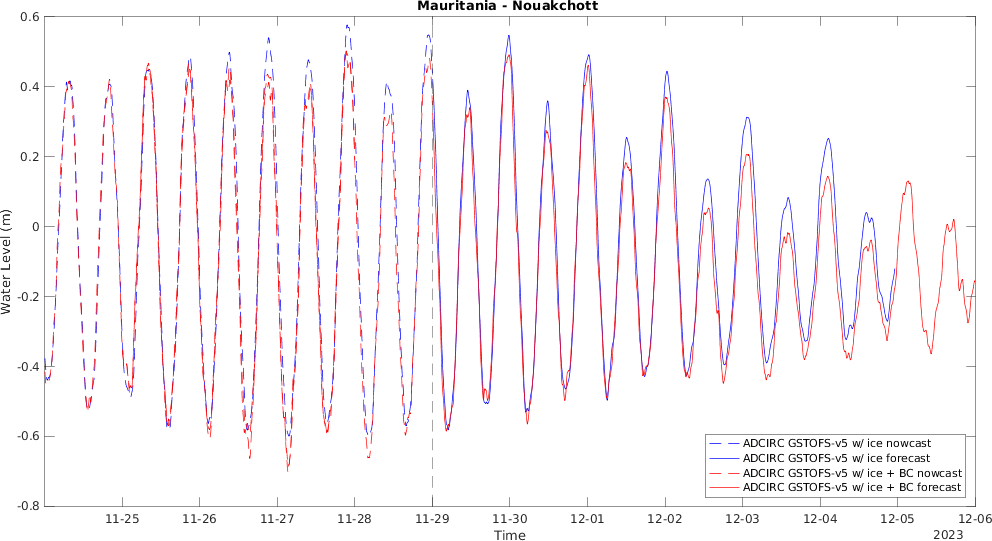 Mauritania - Nouakchott
0.6
0.4
0.2
0
-0.2
-0.4
-0.6
-0.8
Water Level (m)
ADCIRC GSTOFS-v5 w/ ice nowcast
ADCIRC GSTOFS-v5 w/ ice forecast
ADCIRC GSTOFS-v5 w/ ice + BC nowcast
ADCIRC GSTOFS-v5 w/ ice + BC forecast
11-25 11-26 11-27 11-28 11-29 11-30 12-01 12-02 12-03 12-04 12-05 12-06
Time
2023